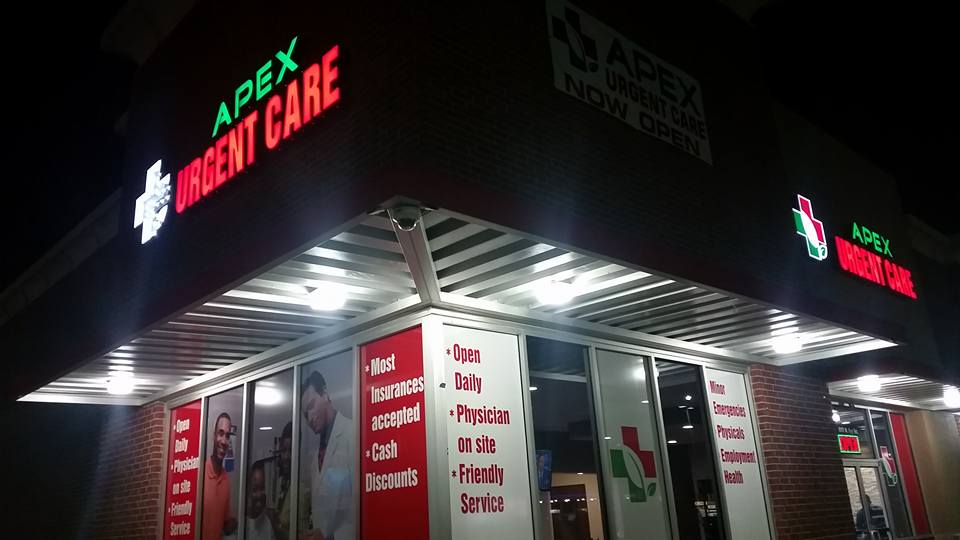 APEX
URGENT CARE
APEX
URGENT CARE
NOW OPEN
APEX
URGENT CARE
* Open
Daily
* Physician
on site
* Friendly
Service
* Most
Insurances
accepted
* Cash
Discounts
* Open
Daily
* Physician
on site
* Friendly
Service
Minor
Emergencies
Physicals
Employment
Health
OPEN